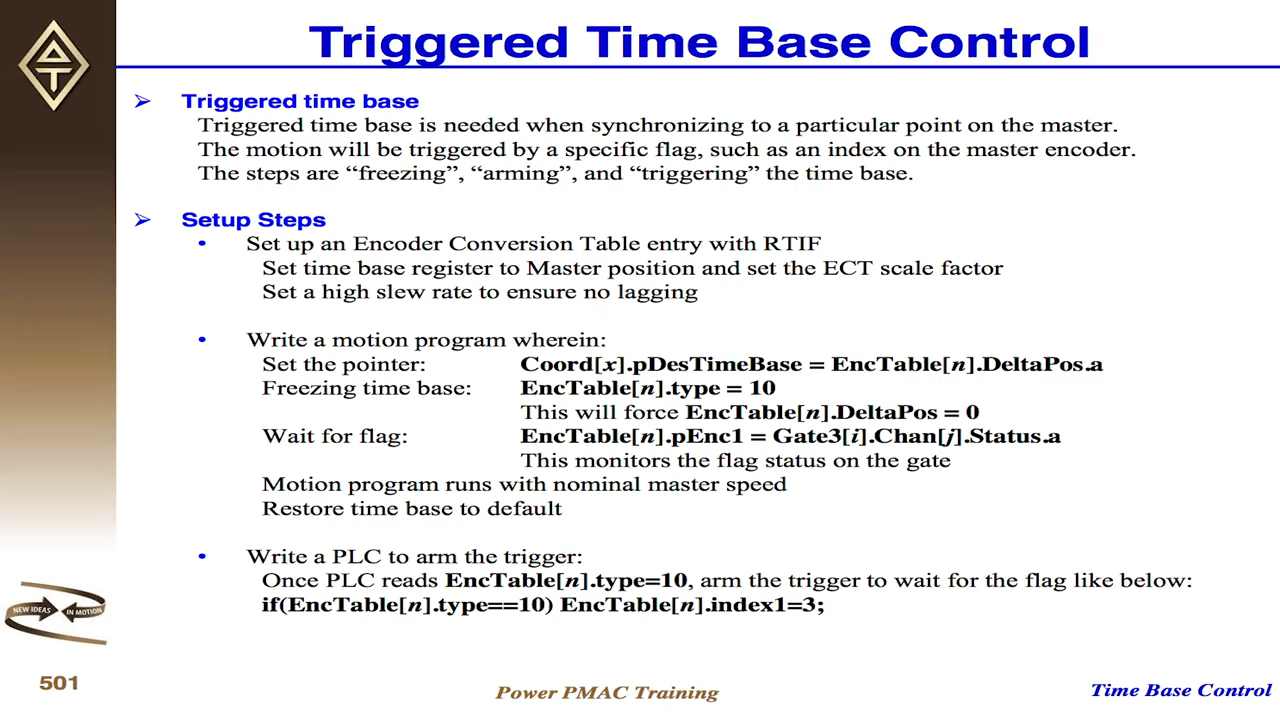 Triggered Time Base Control
Triggered time base
Triggered time base is needed when synchronizing to a particular point on the master.
The motion will be triggered by a specific flag, such as an index on the master encoder.
The steps are “freezing”, “arming”, and “triggering” the time base.
Setup Steps
• Set up an Encoder Conversion Table entry with RTIF
Set time base register to Master position and set the ECT scale factor
Set a high slew rate to ensure no lagging
• Write a motion program wherein:
Set the pointer: Coord[x].pDesTimeBase = EncTable[n].DeltaPos.a
Freezing time base: EncTable[n].type = 10
This will force EncTable[n].DeltaPos = 0
Wait for flag: EncTable[n].pEnc1 = Gate3[i].Chan[j].Status.a
This monitors the flag status on the gate
Motion program runs with nominal master speed
Restore time base to default
• Write a PLC to arm the trigger:
Once PLC reads EncTable[n].type=10, arm the trigger to wait for the flag like below:
if(EncTable[n].type==10) EncTable[n].index1=3;
NEW IDEAS IN MOTION
501
Power PMAC Training
Time Base Control